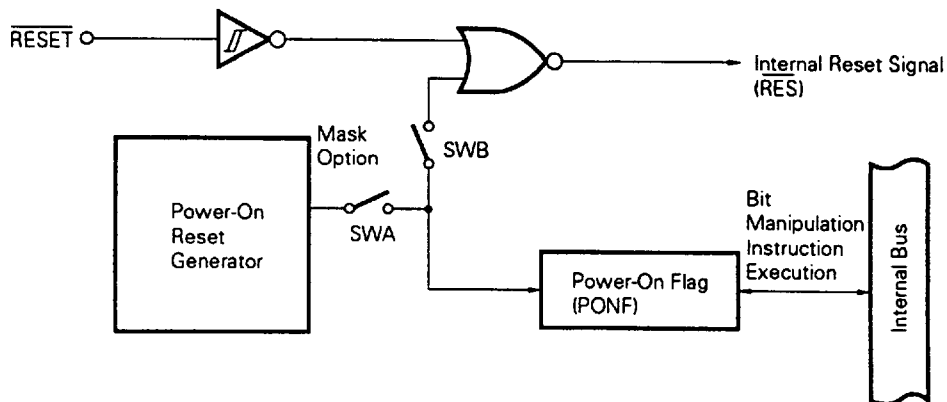 RESET
Internal Reset Signal
(RES)
Mask
Option
SWB
Power-On
Reset
Generator
SWA
Bit
Manipulation
Instruction
Execution
Power-On Flag
(PONF)
Internal Bus